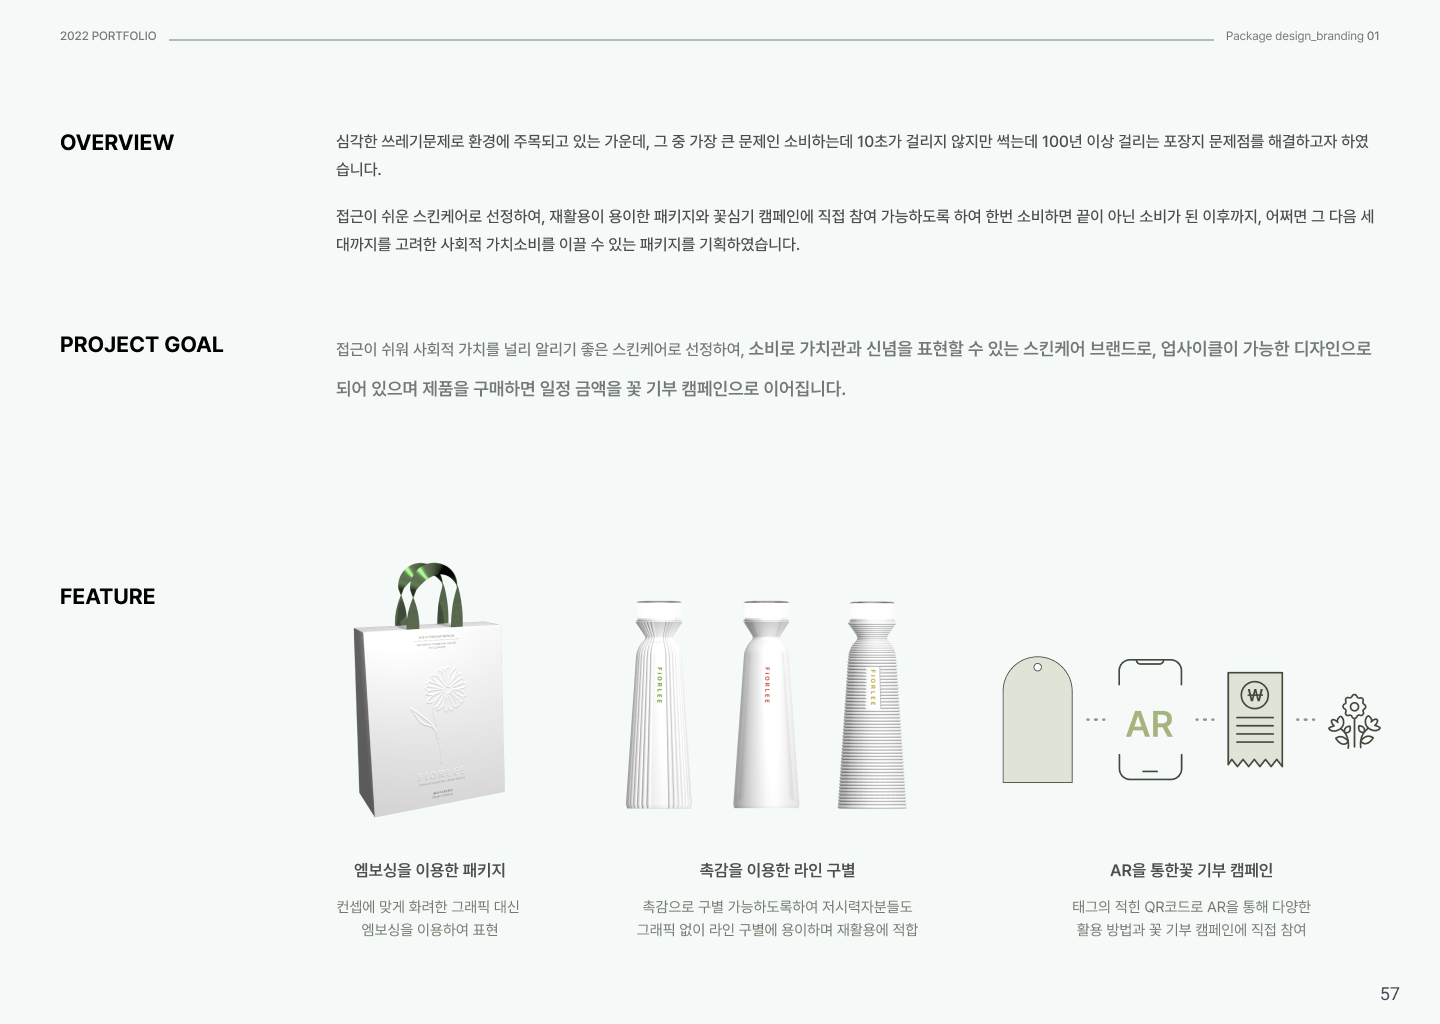 2022 PORTFOLIO
Package design_branding 01
OVERVIEW
심각한 쓰레기문제로 환경에 주목되고 있는 가운데, 그 중 가장 큰 문제인 소비하는데 10초가 걸리지 않지만 썩는데 100년 이상 걸리는 포장지 문제점를 해결하고자 하였
습니다.
접근이 쉬운 스킨케어로 선정하여, 재활용이 용이한 패키지와 꽃심기 캠페인에 직접 참여 가능하도록 하여 한번 소비하면 끝이 아닌 소비가 된 이후까지, 어쩌면 그 다음 세
대까지를 고려한 사회적 가치소비를 이끌 수 있는 패키지를 기획하였습니다.
PROJECT GOAL
접근이 쉬워 사회적 가치를 널리 알리기 좋은 스킨케어로 선정하여, 소비로 가치관과 신념을 표현할 수 있는 스킨케어 브랜드로, 업사이클이 가능한 디자인으로
되어 있으며 제품을 구매하면 일정 금액을 꽃 기부 캠페인으로 이어집니다.
FEATURE
FIORLEE
FIORLEE
FIORLEE
FIORLEE
AR
₩
엠보싱을 이용한 패키지
컨셉에 맞게 화려한 그래픽 대신
엠보싱을 이용하여 표현
촉감을 이용한 라인 구별
촉감으로 구별 가능하도록하여 저시력자분들도
그래픽 없이 라인 구별에 용이하며 재활용에 적합
AR을 통한꽃 기부 캠페인
태그의 적힌 QR코드로 AR을 통해 다양한
활용 방법과 꽃 기부 캠페인에 직접 참여
57